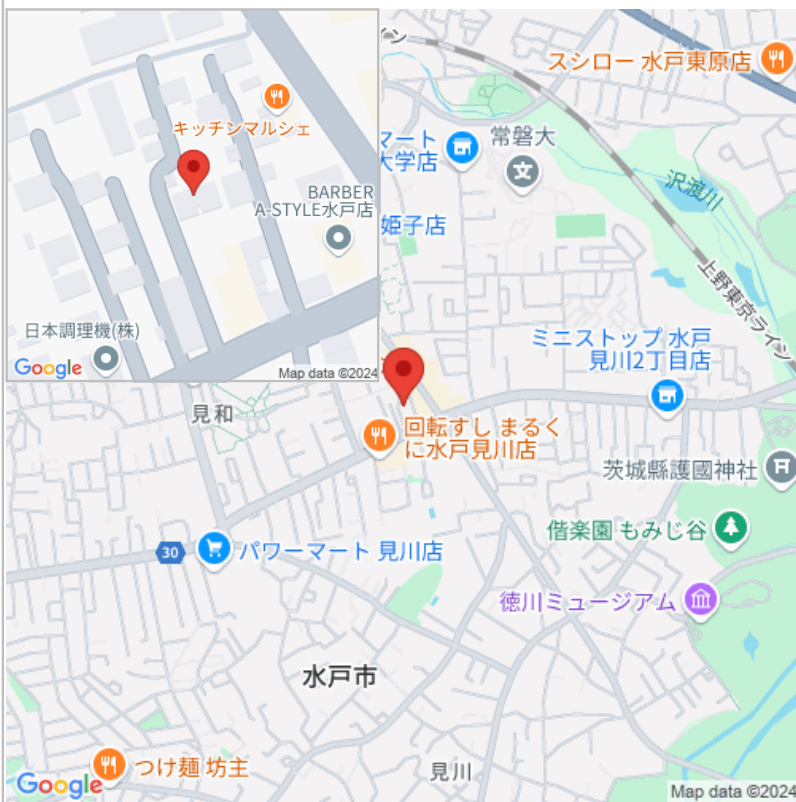 キッチンマルシェ
BARBER
A-STYLE水戸店
日本調理機(株)
Google
Map data ©2024
イン
スシロー 水戸東原店
マート
大学店
常磐大
沢渡川
姫子店
上野東京ライン
ミニストップ 水戸
見川2丁目店
見和
回転すし まるく
に水戸見川店
茨城縣護國神社
偕楽園 もみじ谷
30
パワーマート 見川店
徳川ミュージアム
水戸市
つけ麺 坊主
見川
Google
Map data ©2024